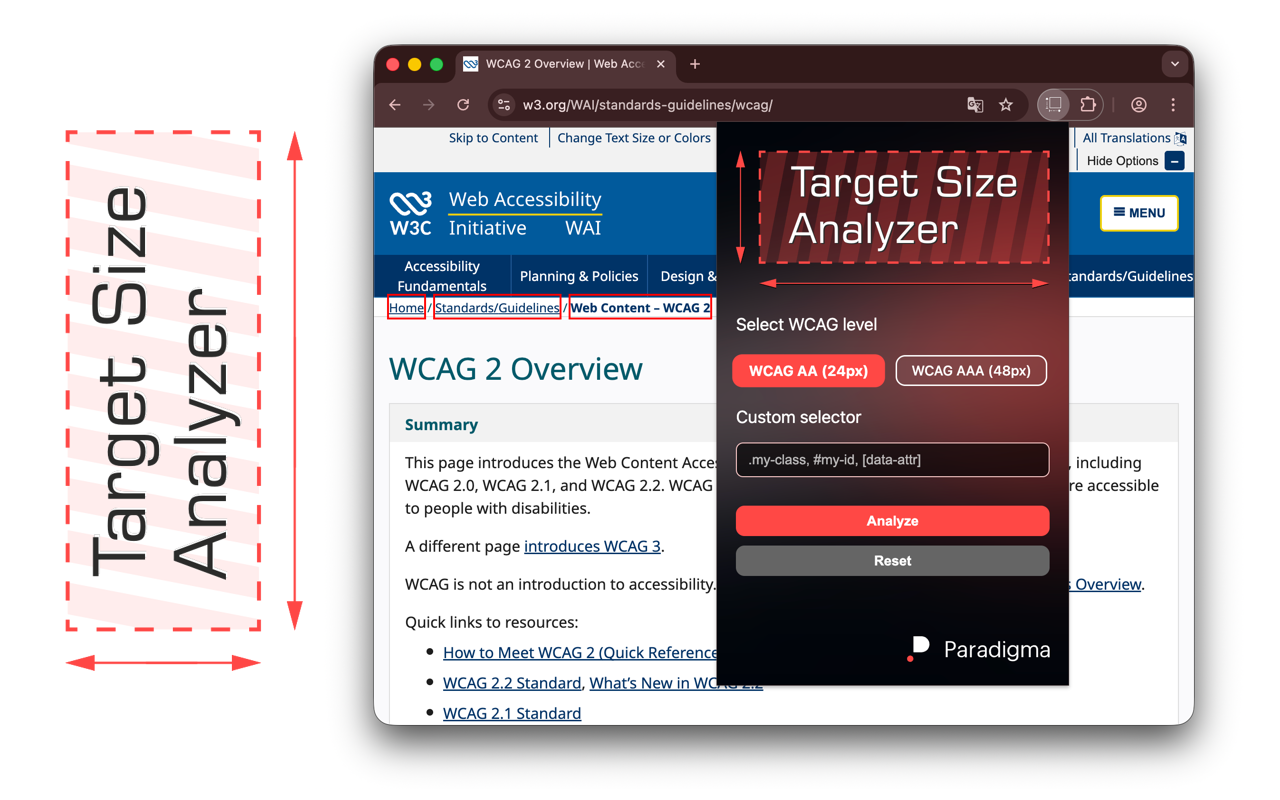 Target Size
Analyzer
WCAG 2 Overview | Web Acc
w3.org/WAI/standards-guidelines/wcag/
Skip to Content
Change Text Size or Colors
All Translations
Hide Options
W3C
Web Accessibility
Initiative WAI
MENU
Accessibility
Fundamentals
Planning & Policies
Design &
tandards/Guidelines
Home / Standards/Guidelines / Web Content – WCAG 2
WCAG 2 Overview
Summary
This page introduces the Web Content Acce , including
WCAG 2.0, WCAG 2.1, and WCAG 2.2. WCAG re accessible
to people with disabilities.
A different page introduces WCAG 3.
WCAG is not an introduction to accessibility. s Overview.
Quick links to resources:
How to Meet WCAG 2 (Quick Reference
WCAG 2.2 Standard, What's New in WCAG 2.2
WCAG 2.1 Standard
Target Size
Analyzer
Select WCAG level
WCAG AA (24px)
WCAG AAA (48px)
Custom selector
.my-class, #my-id, [data-attr]
Analyze
Reset
Paradigma